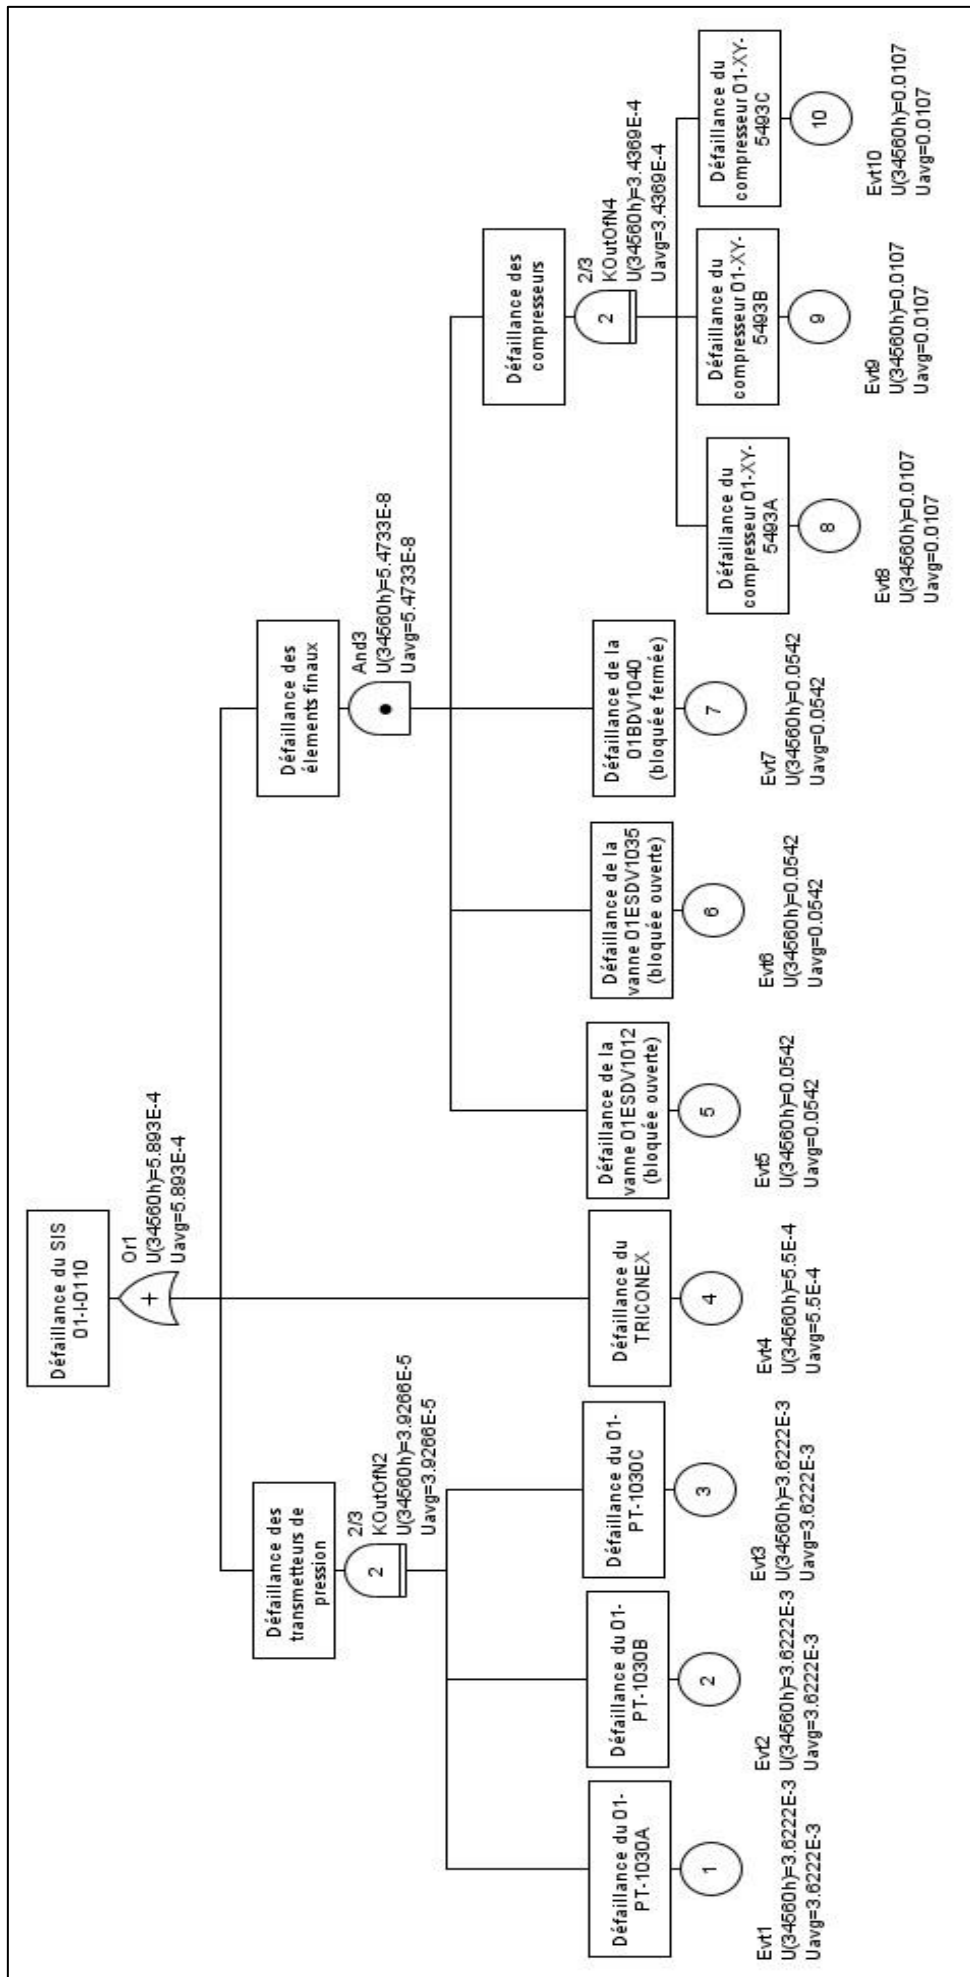 Défaillance du SIS
01-I-0110
+
Or1
U(34560h)=5.893E-4
Uavg=5.893E-4
Défaillance des
transmetteurs de
pression
2
2/3
KOutOfN2
U(34560h)=3.9266E-5
Uavg=3.9266E-5
Défaillance des
élements finaux
And3
U(34560h)=5.4733E-8
Uavg=5.4733E-8
Défaillance des
compresseurs
2
2/3
KOutOfN4
U(34560h)=3.4369E-4
Uavg=3.4369E-4
Défaillance du 01-
PT-1030A
1
Evt1
U(34560h)=3.6222E-3
Uavg=3.6222E-3
Défaillance du 01-
PT-1030B
2
Evt2
U(34560h)=3.6222E-3
Uavg=3.6222E-3
Défaillance du 01-
PT-1030C
3
Evt3
U(34560h)=3.6222E-3
Uavg=3.6222E-3
Défaillance du
TRICONEX
4
Evt4
U(34560h)=5.5E-4
Uavg=5.5E-4
Défaillance de la
vanne 01ESDV1012
(bloquée ouverte)
5
Evt5
U(34560h)=0.0542
Uavg=0.0542
Défaillance de la
vanne 01ESDV1035
(bloquée ouverte)
6
Evt6
U(34560h)=0.0542
Uavg=0.0542
Défaillance de la
01BDV1040
(bloquée fermée)
7
Evt7
U(34560h)=0.0542
Uavg=0.0542
Défaillance du
compresseur 01-XY-
5493A
8
Evt8
U(34560h)=0.0107
Uavg=0.0107
Défaillance du
compresseur 01-XY-
5493B
9
Evt9
U(34560h)=0.0107
Uavg=0.0107
Défaillance du
compresseur 01-XY-
5493C
10
Evt10
U(34560h)=0.0107
Uavg=0.0107